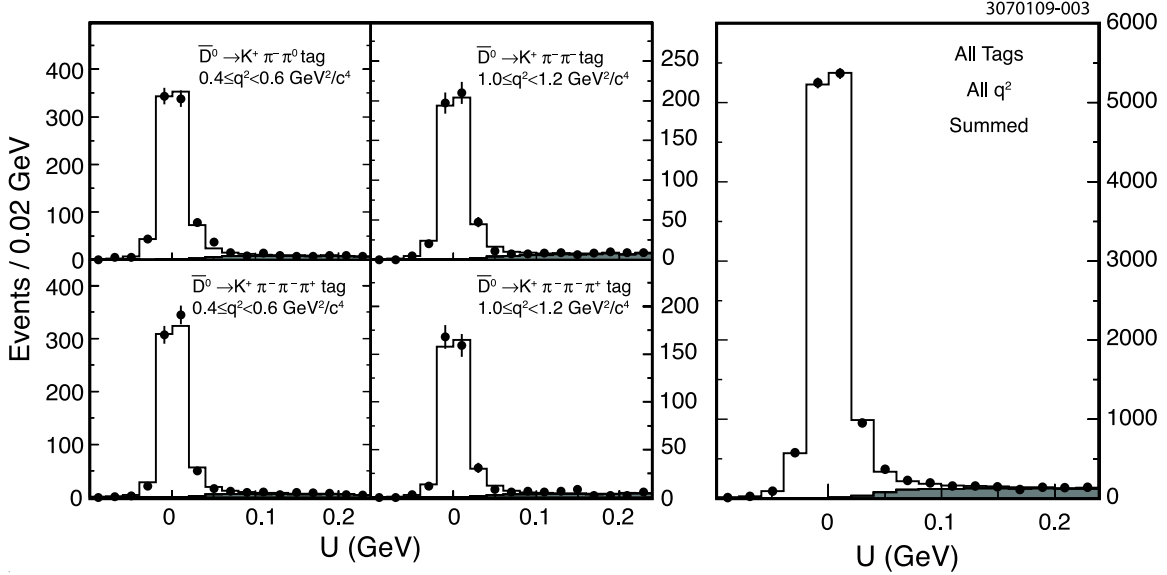 3070109-003
Events / 0.02 GeV
400
300
200
100
0
D̅⁰ →K⁺ π⁻ π⁰ tag
0.4≤q²<0.6 GeV²/c⁴
D̅⁰ →K⁺ π⁻ π⁻ tag
1.0≤q²<1.2 GeV²/c⁴
250
200
150
100
50
0
400
300
200
100
0
D̅⁰ →K⁺ π⁻ π⁻ π⁺ tag
0.4≤q²<0.6 GeV²/c⁴
D̅⁰ →K⁺ π⁻ π⁻ π⁺ tag
1.0≤q²<1.2 GeV²/c⁴
200
150
100
50
0
0 0.1 0.2
0 0.1 0.2
U (GeV)
All Tags
All q²
Summed
6000
5000
4000
3000
2000
1000
0
0 0.1 0.2
U (GeV)